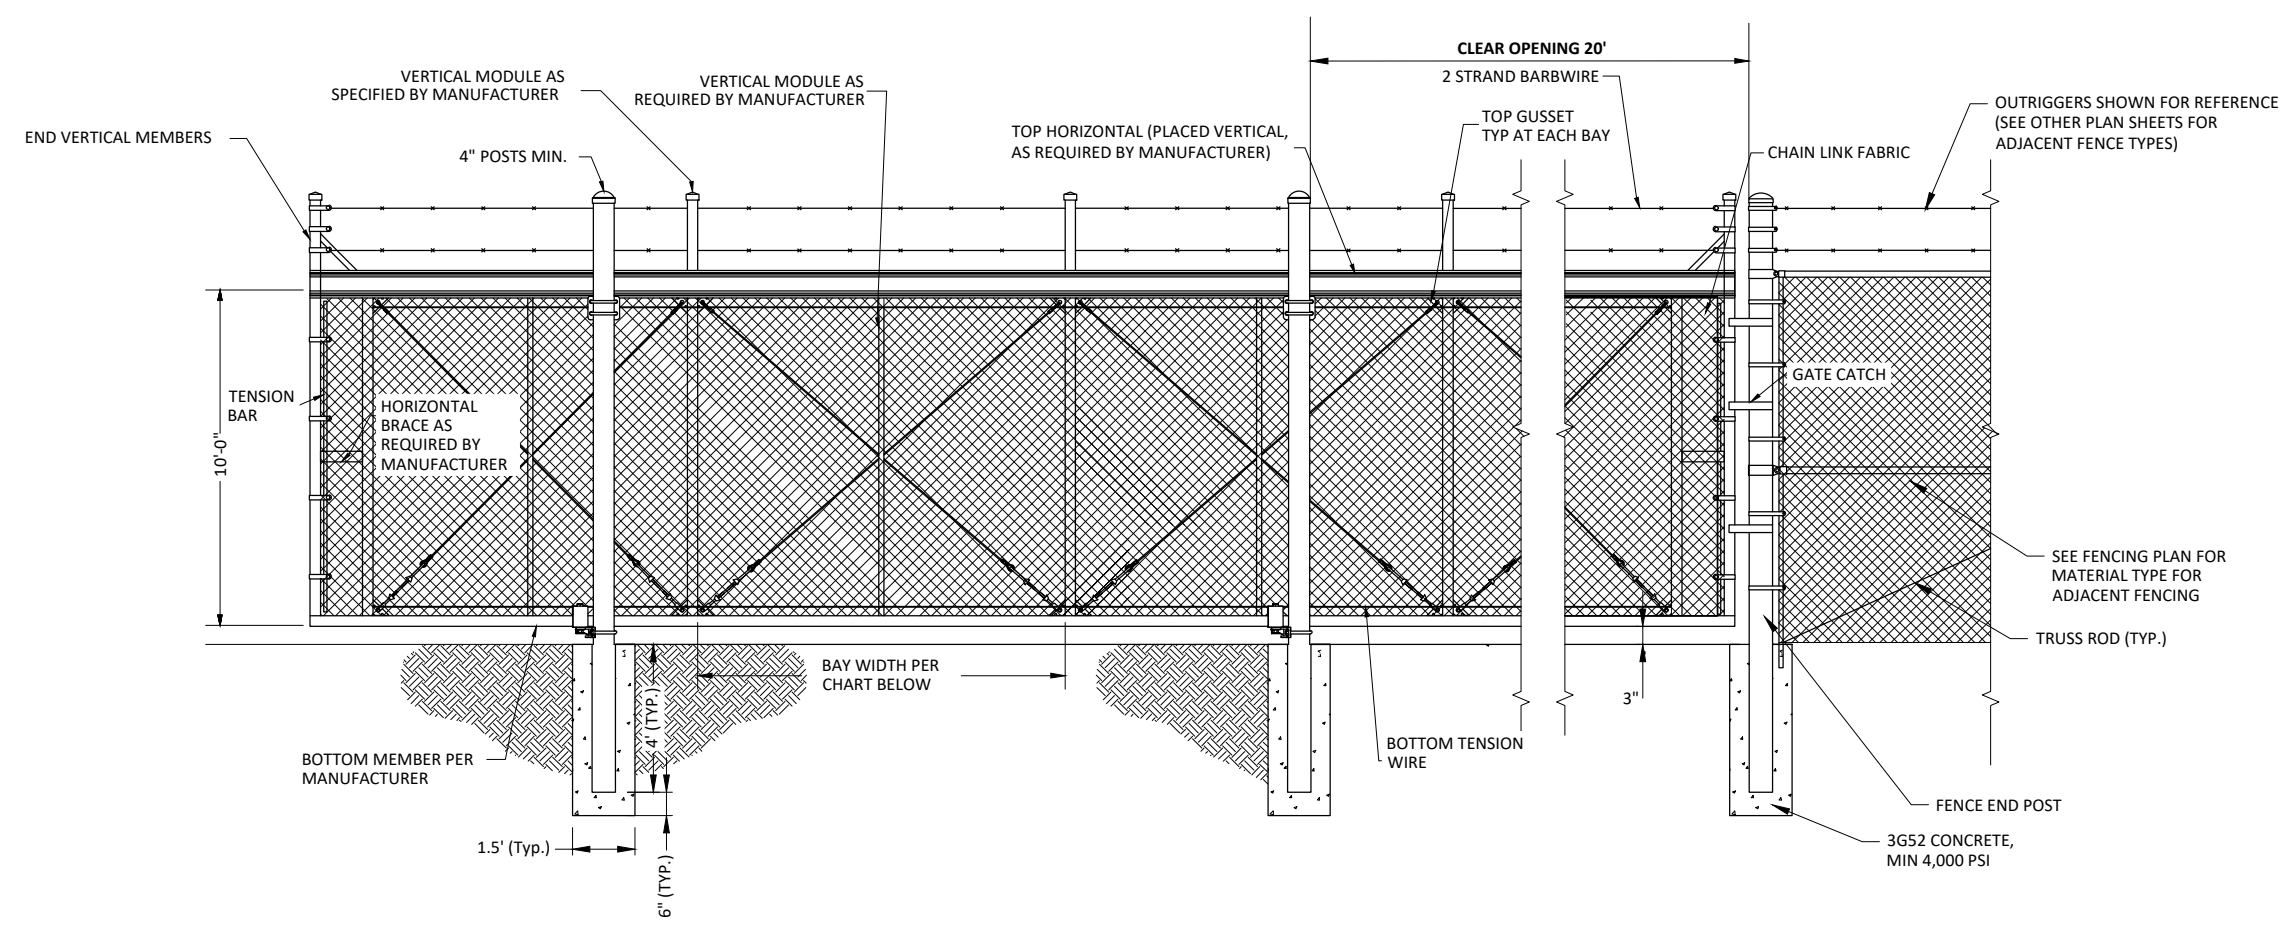 CLEAR OPENING 20'
VERTICAL MODULE AS
SPECIFIED BY MANUFACTURER
VERTICAL MODULE AS
REQUIRED BY MANUFACTURER
2 STRAND BARBWIRE
OUTRIGGERS SHOWN FOR REFERENCE
(SEE OTHER PLAN SHEETS FOR
ADJACENT FENCE TYPES)
END VERTICAL MEMBERS
4" POSTS MIN.
TOP HORIZONTAL (PLACED VERTICAL,
AS REQUIRED BY MANUFACTURER)
TOP GUSSET
TYP AT EACH BAY
CHAIN LINK FABRIC
GATE CATCH
TENSION
BAR
HORIZONTAL
BRACE AS
REQUIRED BY
MANUFACTURER
10'-0"
SEE FENCING PLAN FOR
MATERIAL TYPE FOR
ADJACENT FENCING
TRUSS ROD (TYP.)
BAY WIDTH PER
CHART BELOW
3"
4' (TYP.)
BOTTOM MEMBER PER
MANUFACTURER
BOTTOM TENSION
WIRE
FENCE END POST
1.5' (Typ.)
6" (TYP.)
3G52 CONCRETE,
MIN 4,000 PSI